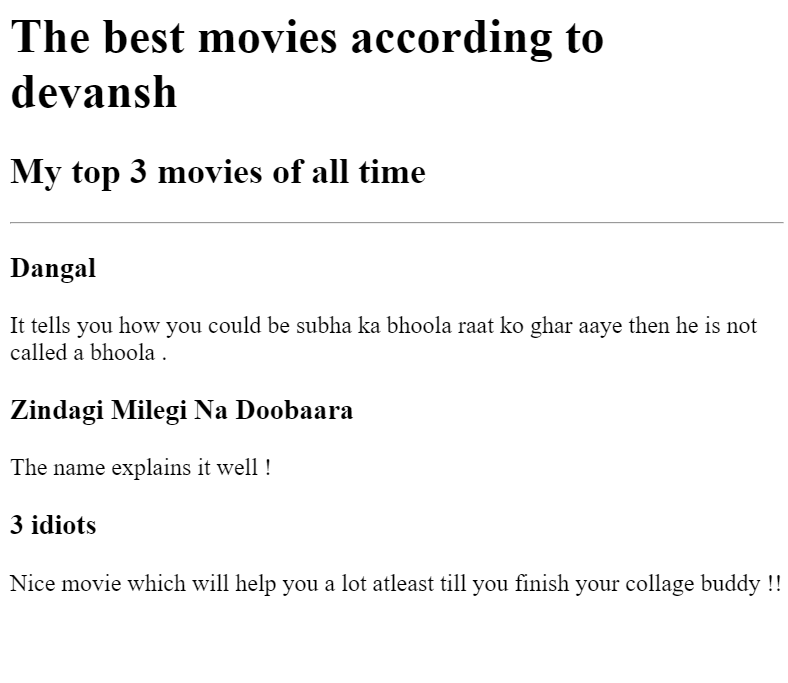 The best movies according to
devansh
My top 3 movies of all time
Dangal
It tells you how you could be subha ka bhoola raat ko ghar aaye then he is not
called a bhoola .
Zindagi Milegi Na Doobaara
The name explains it well !
3 idiots
Nice movie which will help you a lot atleast till you finish your collage buddy !!